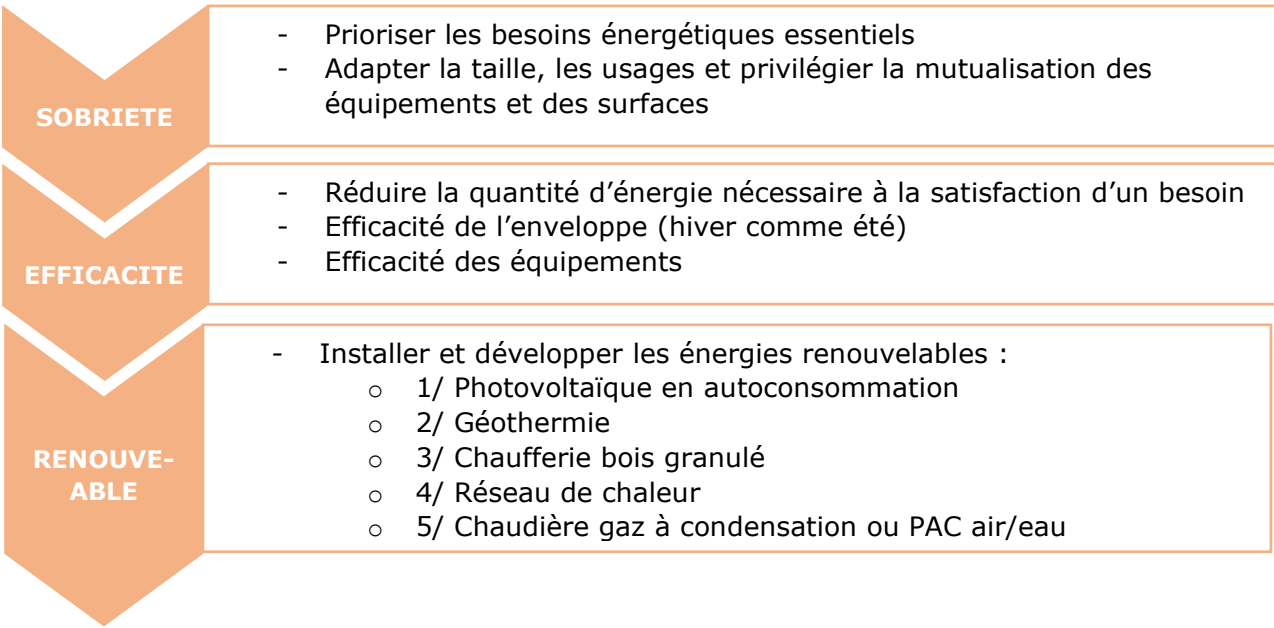 SOBRIETE
- Prioriser les besoins énergétiques essentiels
- Adapter la taille, les usages et privilégier la mutualisation des
équipements et des surfaces
EFFICACITE
- Réduire la quantité d’énergie nécessaire à la satisfaction d’un besoin
- Efficacité de l’enveloppe (hiver comme été)
- Efficacité des équipements
RENOUVE-
ABLE
- Installer et développer les énergies renouvelables :
o 1/ Photovoltaïque en autoconsommation
o 2/ Géothermie
o 3/ Chaufferie bois granulé
o 4/ Réseau de chaleur
o 5/ Chaudière gaz à condensation ou PAC air/eau